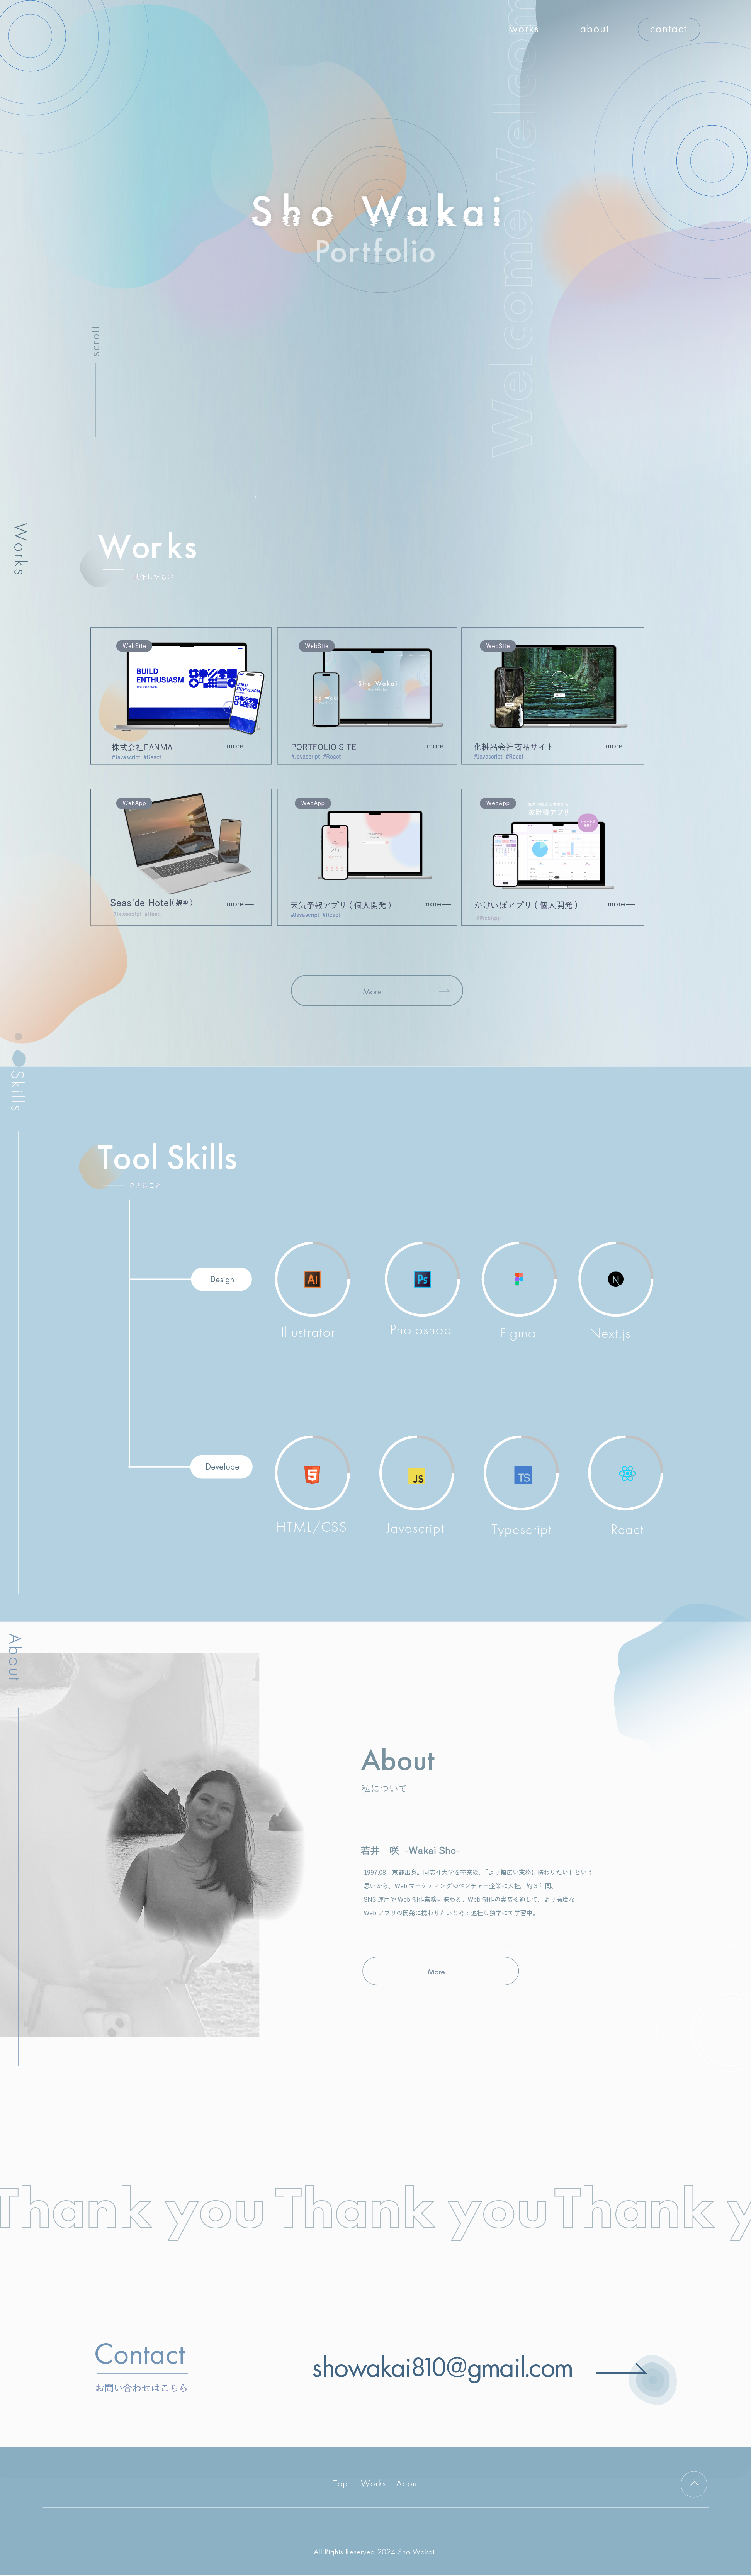 works about contact
WelcomeWelcom
Sho Wakai
Portfolio
scroll
Works
Works
制作したもの
WebSite
BUILD
ENTHUSIASM
BUILD
ENTHUSIASM
株式会社FANMA
more
#Javascript #React
WebSite
Sho Wakai
Portfolio
PORTFOLIO SITE
more
#Javascript #React
WebSite
化粧品会社商品サイト
more
#Javascript #React
WebApp
Seaside Hotel(架空)
more
#Javascript #React
WebApp
天気予報アプリ(個人開発)
more
#Javascript #React
WebApp
家計簿アプリ
かけいぼアプリ(個人開発)
more
#WebApp
More
Skills
Tool Skills
できること
Design
Ai
Ps
N
Illustrator
Photoshop
Figma
Next.js
Develope
5
JS
TS
HTML/CSS
Javascript
Typescript
React
About
About
私について
若井 咲 -Wakai Sho-
1997.08 京都出身。同志社大学を卒業後、「より幅広い業務に携わりたい」という
思いから、Web マーケティングのベンチャー企業に入社。約３年間、
SNS 運用や Web 制作業務に携わる。Web 制作の実装を通して、より高度な
Web アプリの開発に携わりたいと考え退社し独学にて学習中。
More
Thank you Thank you Thank y
Contact
お問い合わせはこちら
showakai810@gmail.com
Top Works About
All Rights Reserved 2024 Sho Wakai